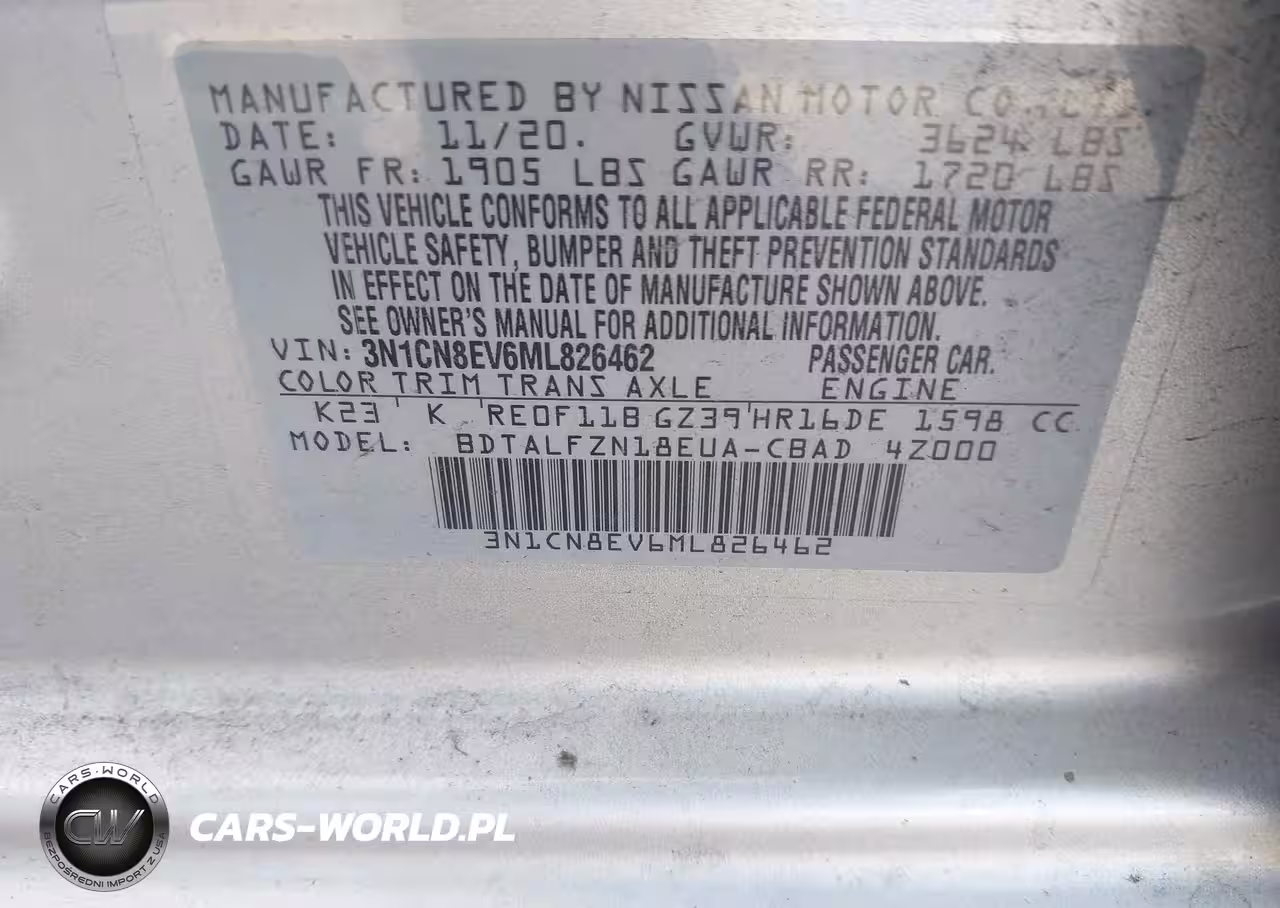 MANUFACTURED BY NISSAN MOTOR CO., LTD.
DATE: 11/20. GVWR: 3624 LBS
GAWR FR: 1905 LBS GAWR RR: 1720 LBS
THIS VEHICLE CONFORMS TO ALL APPLICABLE FEDERAL MOTOR
VEHICLE SAFETY, BUMPER AND THEFT PREVENTION STANDARDS
IN EFFECT ON THE DATE OF MANUFACTURE SHOWN ABOVE.
SEE OWNER'S MANUAL FOR ADDITIONAL INFORMATION.
VIN: 3N1CN8EV6ML826462 PASSENGER CAR.
COLOR TRIM TRANS AXLE ENGINE
K23 K RE0F11B GZ39 HR16DE 1598 CC
MODEL: BDTALFZN18EUA-CBAD 4Z000
3N1CN8EV6ML826462
CARS-WORLD
CW
BEZPOŚREDNI IMPORT Z USA
CARS-WORLD.PL